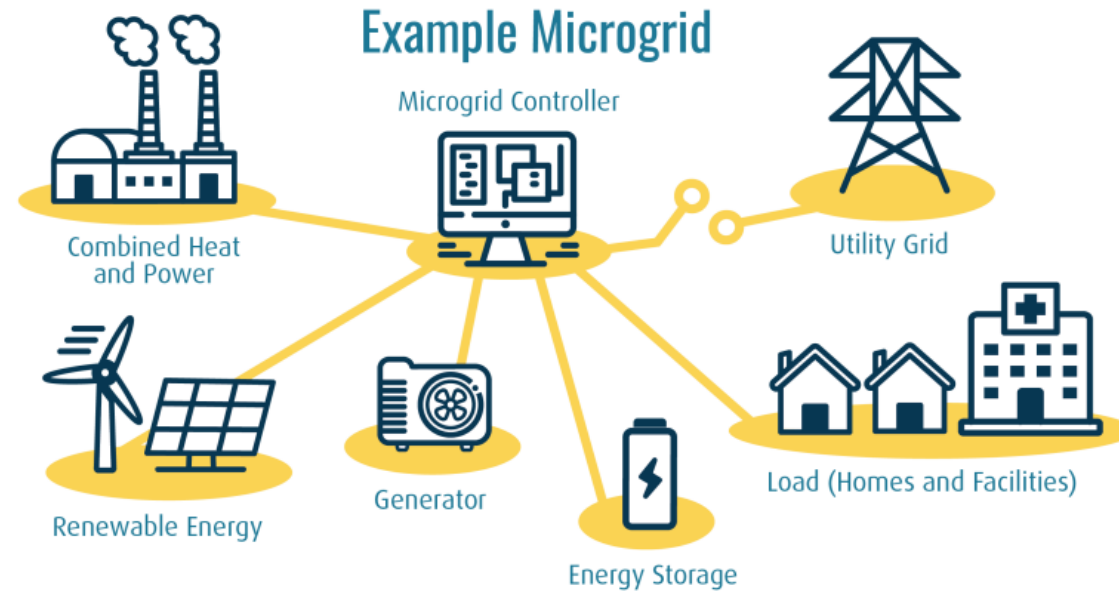 Example Microgrid
Microgrid Controller
Combined Heat
and Power
Utility Grid
Renewable Energy
Generator
Energy Storage
Load (Homes and Facilities)